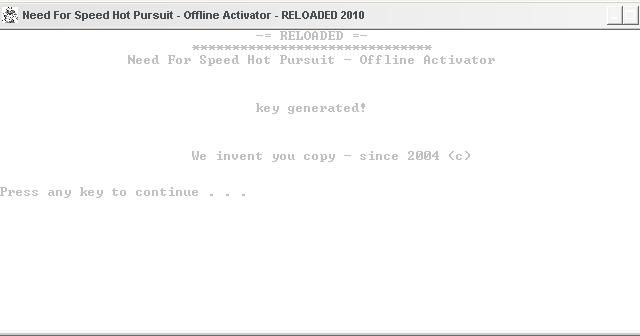 Need For Speed Hot Pursuit - Offline Activator - RELOADED 2010
-= RELOADED =-
******************************
Need For Speed Hot Pursuit - Offline Activator
key generated!
We invent you copy - since 2004 (c)
Press any key to continue . . .